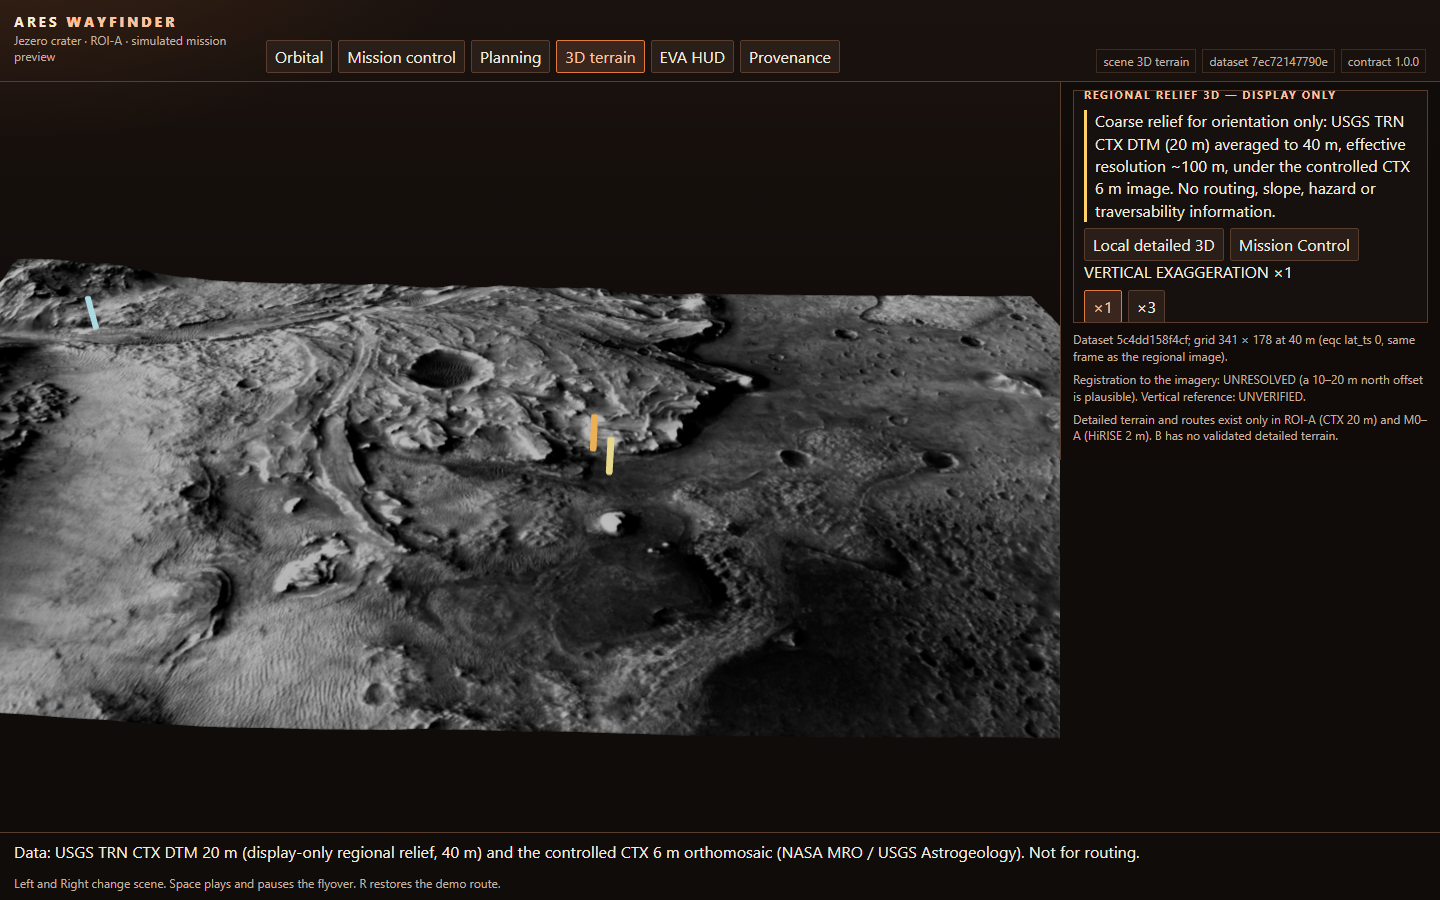 ARES WAYFINDER
Jezero crater · ROI-A · simulated mission
preview
Orbital
Mission control
Planning
3D terrain
EVA HUD
Provenance
scene 3D terrain
dataset 7ec72147790e
contract 1.0.0
REGIONAL RELIEF 3D — DISPLAY ONLY
Coarse relief for orientation only: USGS TRN
CTX DTM (20 m) averaged to 40 m, effective
resolution ~100 m, under the controlled CTX
6 m image. No routing, slope, hazard or
traversability information.
Local detailed 3D
Mission Control
VERTICAL EXAGGERATION ×1
×1
×3
Dataset 5c4dd158f4cf; grid 341 × 178 at 40 m (eqc lat_ts 0, same
frame as the regional image).
Registration to the imagery: UNRESOLVED (a 10–20 m north offset
is plausible). Vertical reference: UNVERIFIED.
Detailed terrain and routes exist only in ROI-A (CTX 20 m) and M0–
A (HiRISE 2 m). B has no validated detailed terrain.
Data: USGS TRN CTX DTM 20 m (display-only regional relief, 40 m) and the controlled CTX 6 m orthomosaic (NASA MRO / USGS Astrogeology). Not for routing.
Left and Right change scene. Space plays and pauses the flyover. R restores the demo route.